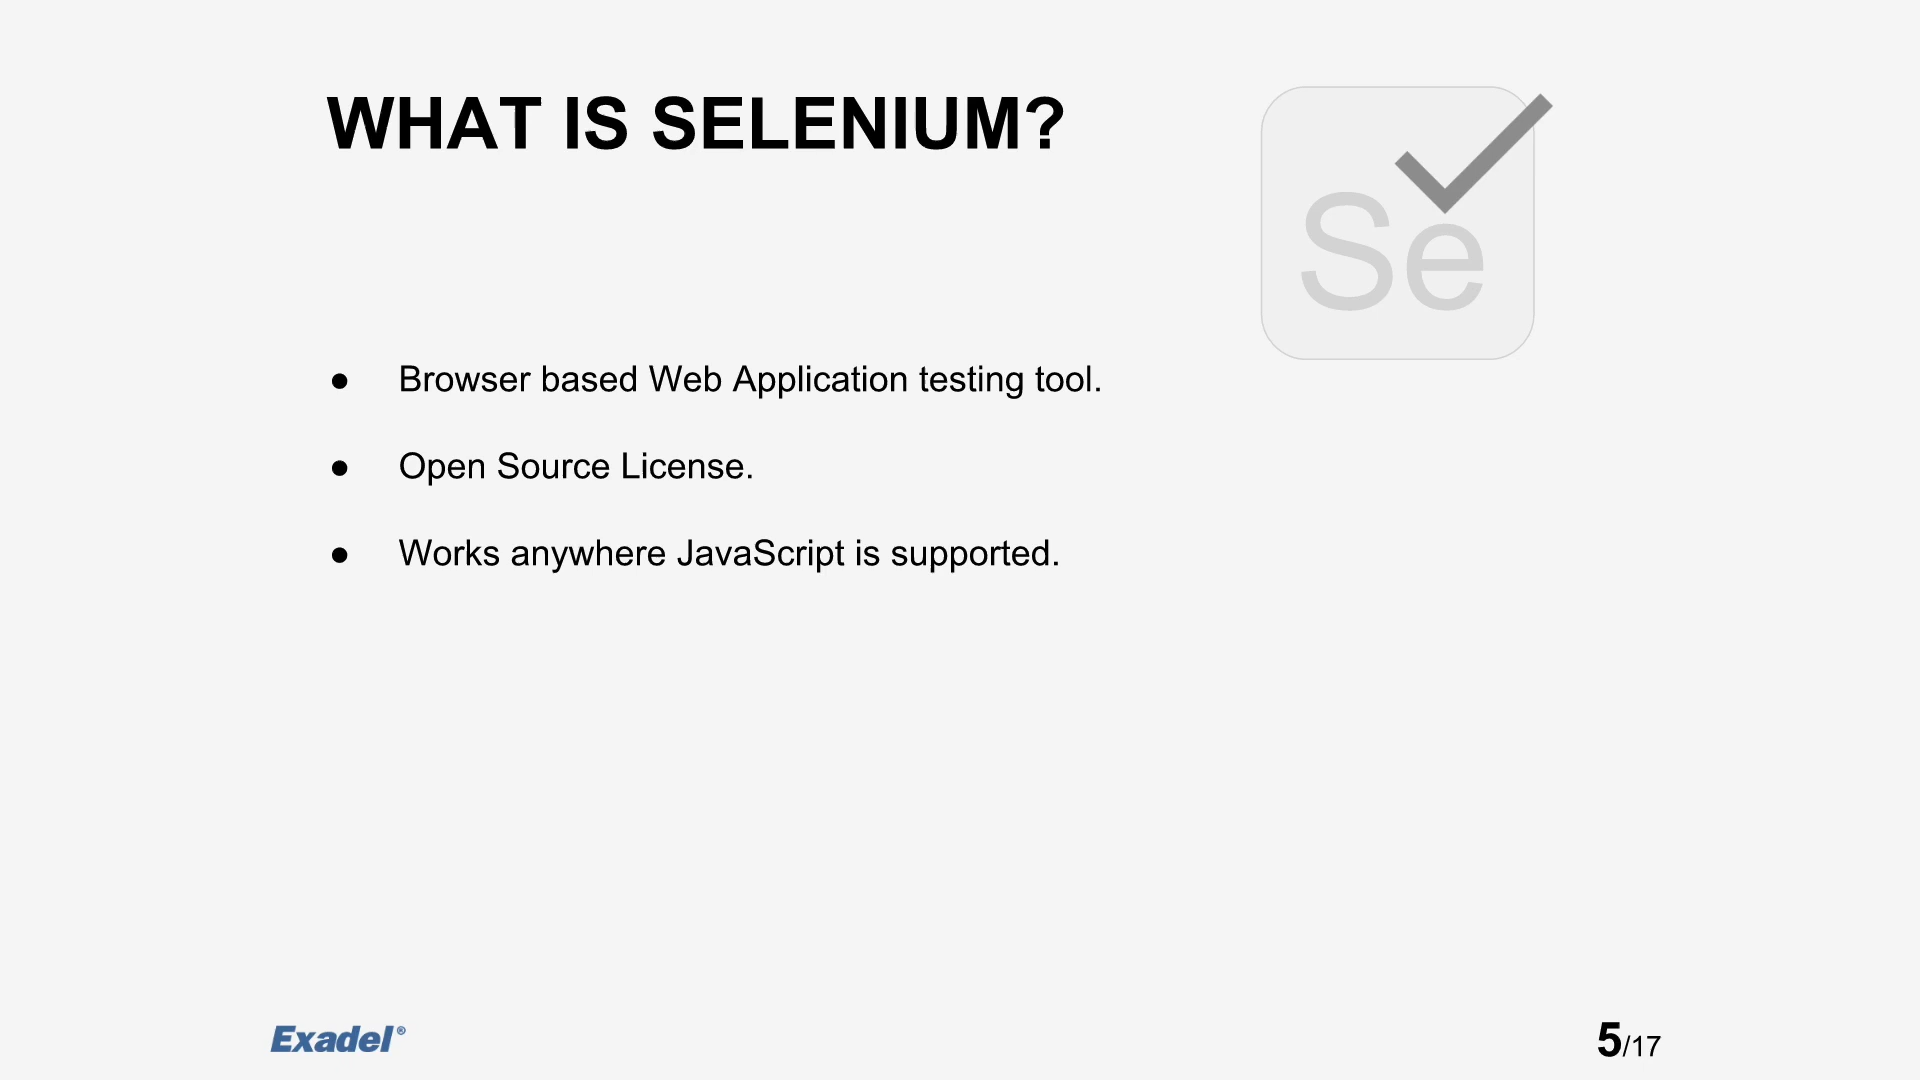 WHAT IS SELENIUM?
Se
● Browser based Web Application testing tool.
● Open Source License.
● Works anywhere JavaScript is supported.
Exadel®
5/17